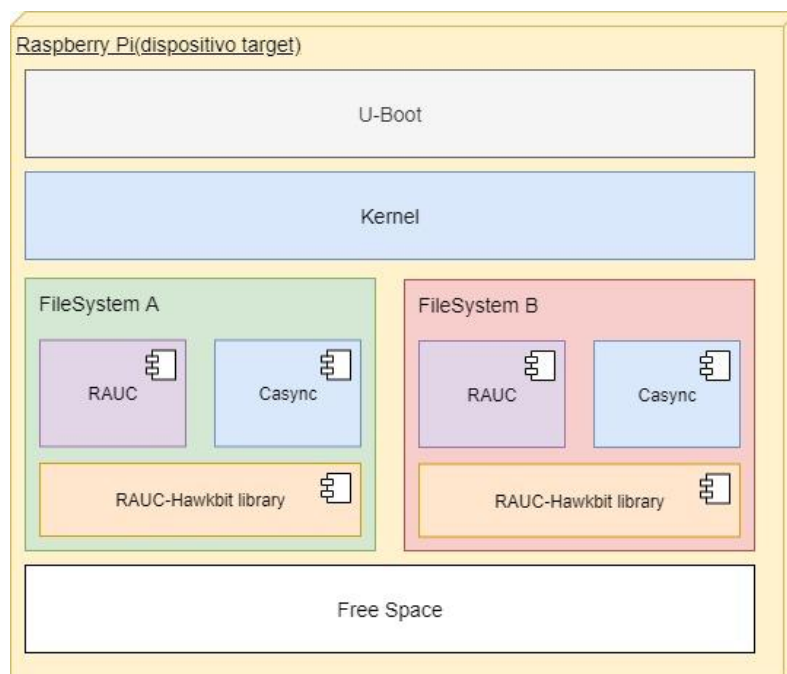 Raspberry Pi(dispositivo target)
U-Boot
Kernel
FileSystem A
RAUC
Casync
RAUC-Hawkbit library
FileSystem B
RAUC
Casync
RAUC-Hawkbit library
Free Space